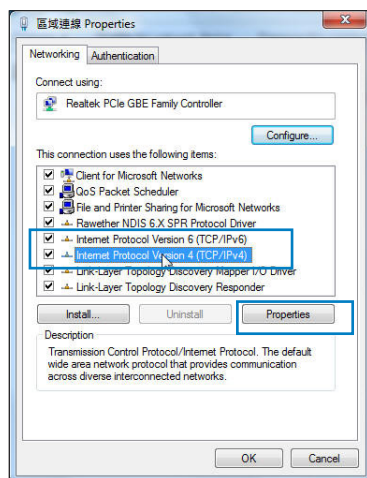 區域連線 Properties
Networking
Authentication
Connect using:
Realtek PCIe GBE Family Controller
Configure...
This connection uses the following items:
Client for Microsoft Networks
QoS Packet Scheduler
File and Printer Sharing for Microsoft Networks
Rawether NDIS 6.X SPR Protocol Driver
Internet Protocol Version 6 (TCP/IPv6)
Internet Protocol Version 4 (TCP/IPv4)
Link-Layer Topology Discovery Mapper I/O Driver
Link-Layer Topology Discovery Responder
Install...
Uninstall
Properties
Description
Transmission Control Protocol/Internet Protocol. The default
wide area network protocol that provides communication
across diverse interconnected networks.
OK
Cancel